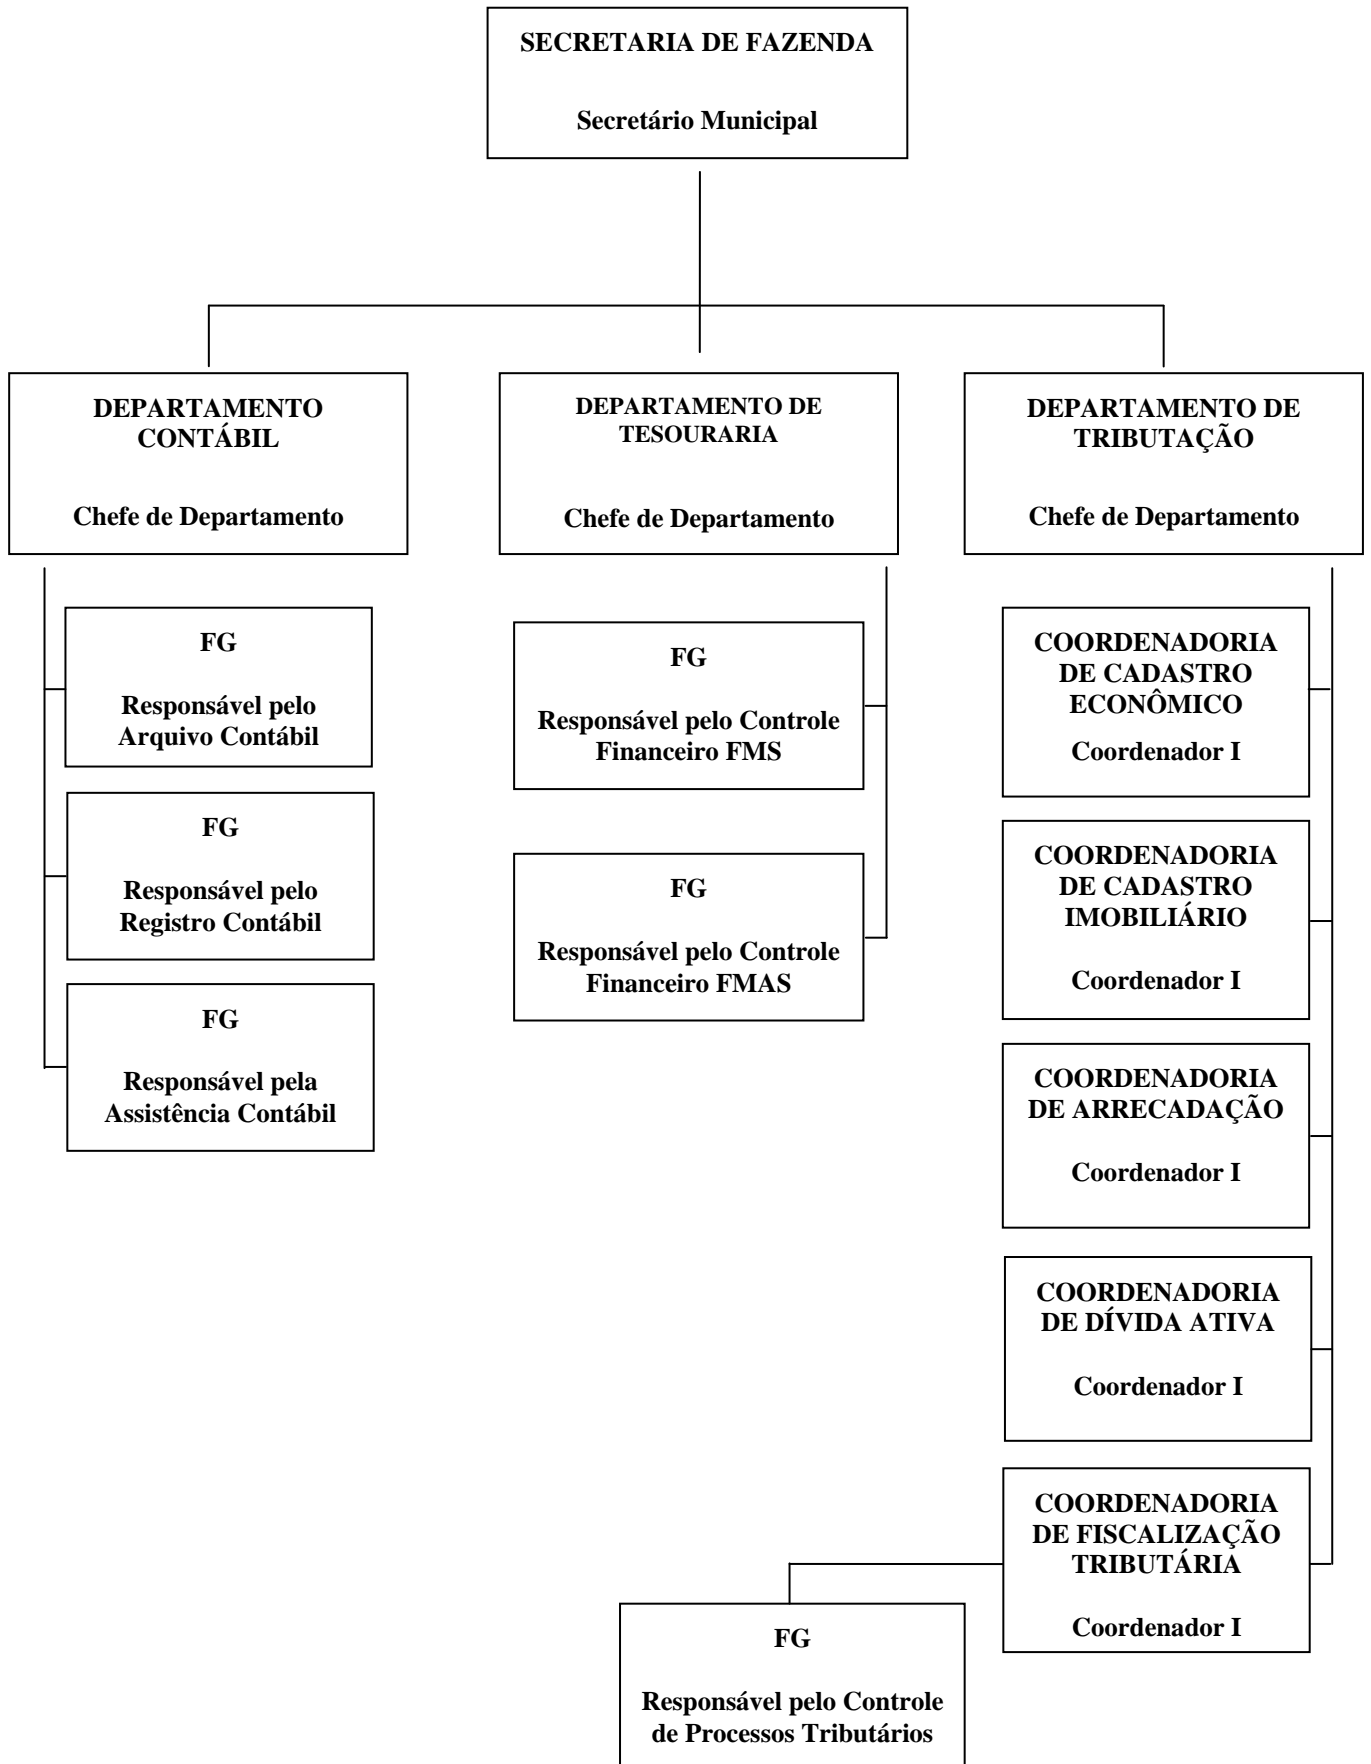 SECRETARIA DE FAZENDA
Secretário Municipal
DEPARTAMENTO
CONTÁBIL
Chefe de Departamento
DEPARTAMENTO DE
TESOURARIA
Chefe de Departamento
DEPARTAMENTO DE
TRIBUTAÇÃO
Chefe de Departamento
FG
Responsável pelo
Arquivo Contábil
FG
Responsável pelo
Registro Contábil
FG
Responsável pela
Assistência Contábil
FG
Responsável pelo Controle
Financeiro FMS
FG
Responsável pelo Controle
Financeiro FMAS
COORDENADORIA
DE CADASTRO
ECONÔMICO
Coordenador I
COORDENADORIA
DE CADASTRO
IMOBILIÁRIO
Coordenador I
COORDENADORIA
DE ARRECADAÇÃO
Coordenador I
COORDENADORIA
DE DÍVIDA ATIVA
Coordenador I
COORDENADORIA
DE FISCALIZAÇÃO
TRIBUTÁRIA
Coordenador I
FG
Responsável pelo Controle
de Processos Tributários